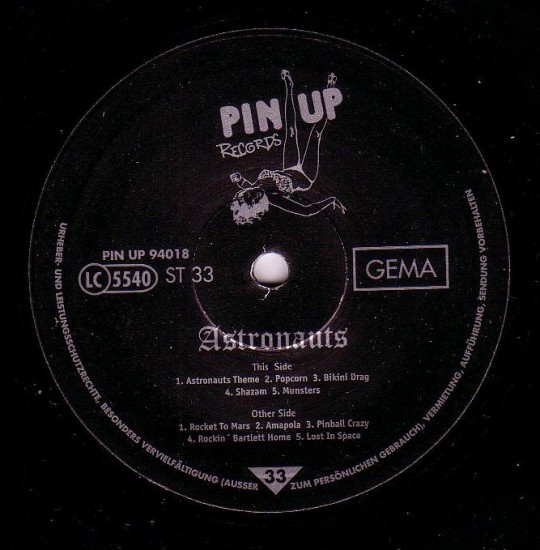 PIN UP
RECORDS
PIN UP 94018
LC 5540 ST 33
GEMA
Astronauts
This Side
1. Astronauts Theme 2. Popcorn 3. Bikini Drag
4. Shazam 5. Munsters
Other Side
1. Rocket To Mars 2. Amapola 3. Pinball Crazy
4. Rockin´ Bartlett Home 5. Lost In Space
33
URHEBER- UND LEISTUNGSSCHUTZRECHTE, BESONDERS VERVIELFÄLTIGUNG (AUSSER ZUM PERSÖNLICHEN GEBRAUCH), VERMIETUNG, AUFFÜHRUNG, SENDUNG VORBEHALTEN